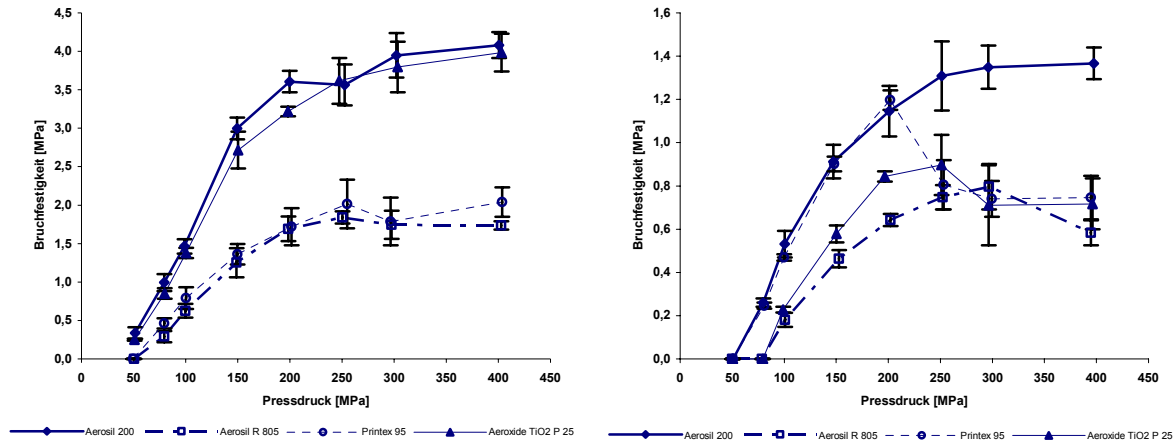 4,5
4,0
3,5
3,0
2,5
2,0
1,5
1,0
0,5
0,0
Bruchfestigkeit [MPa]
0 50 100 150 200 250 300 350 400 450
Pressdruck [MPa]
Aerosil 200 Aerosil R 805 Printex 95 Aeroxide TiO2 P 25
1,6
1,4
1,2
1,0
0,8
0,6
0,4
0,2
0,0
Bruchfestigkeit [MPa]
0 50 100 150 200 250 300 350 400 450
Pressdruck [MPa]
Aerosil 200 Aerosil R 805 Printex 95 Aeroxide TiO2 P 25